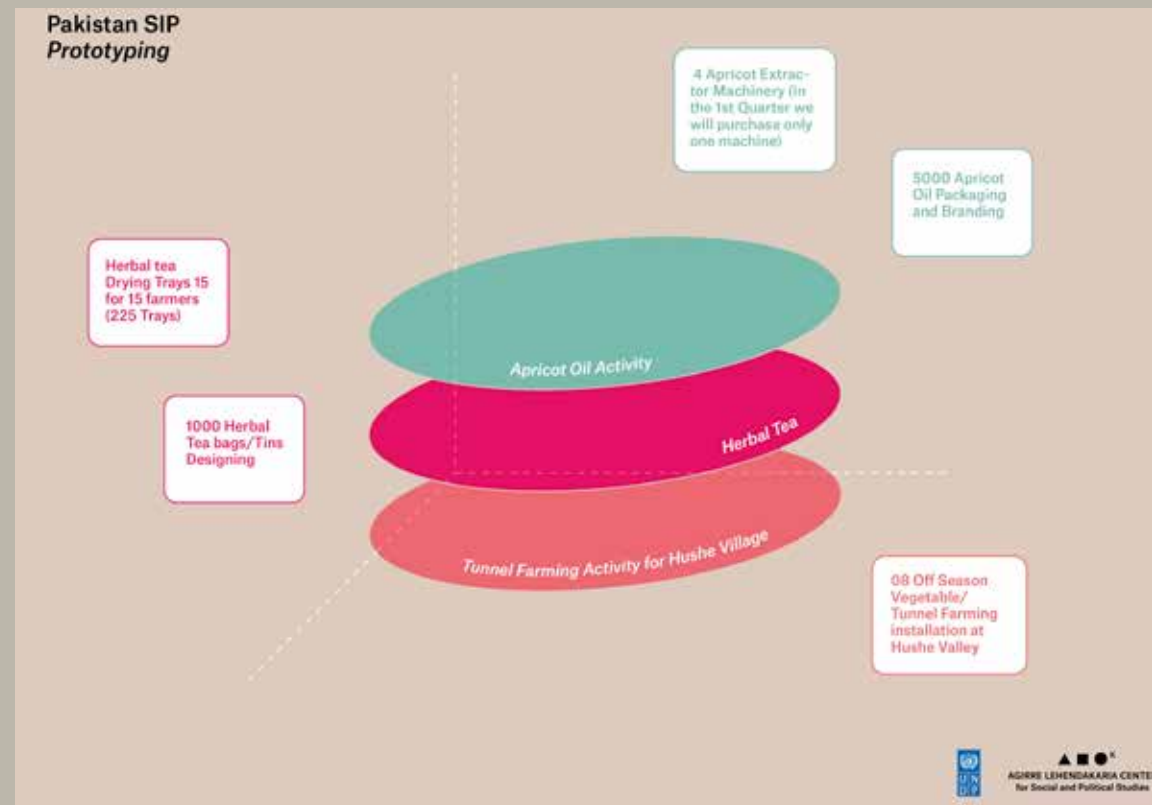 Pakistan SIP
Prototyping
4 Apricot Extrac-
tor Machinery (in
the 1st Quarter we
will purchase only
one machine)
5000 Apricot
Oil Packaging
and Branding
Herbal tea
Drying Trays 15
for 15 farmers
(225 Trays)
Apricot Oil Activity
1000 Herbal
Tea bags/Tins
Designing
Herbal Tea
Tunnel Farming Activity for Hushe Village
08 Off Season
Vegetable/
Tunnel Farming
installation at
Hushe Valley
U N
D P
K
AGIRRE LEHENDAKARIA CENTER
for Social and Political Studies